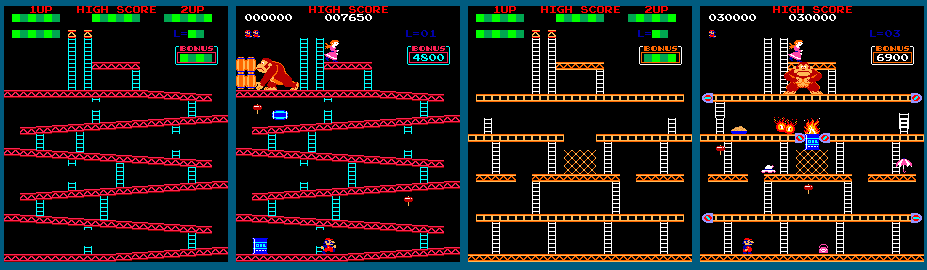 1UP HIGH SCORE 2UP
L=
BONUS
HIGH SCORE
000000 007650
L=01
BONUS
4800
1UP HIGH SCORE 2UP
L=
BONUS
HIGH SCORE
030000 030000
L=03
BONUS
6900